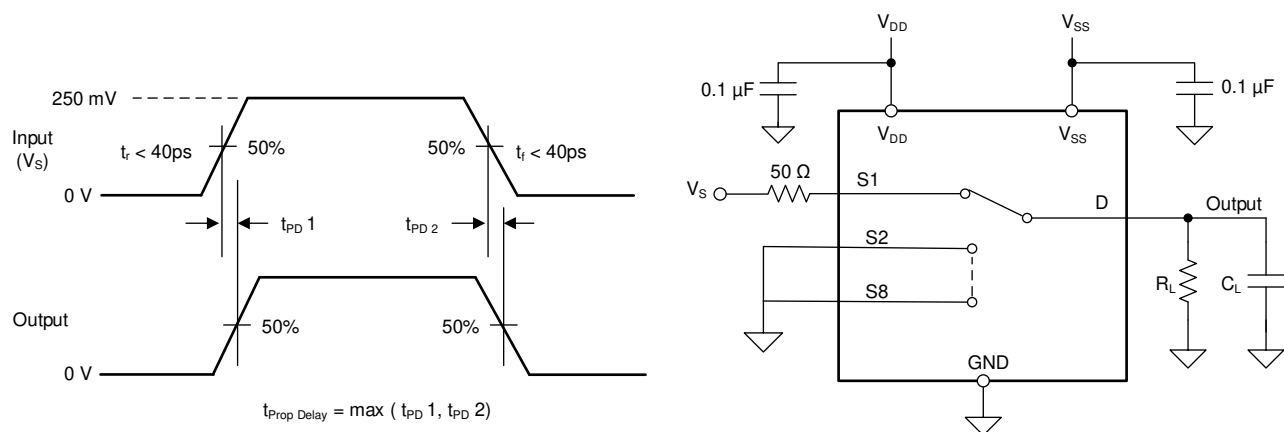 250 mV
Input
(VS)
tr < 40ps
50%
50%
tf < 40ps
0 V
tPD 1
tPD 2
Output
50%
50%
0 V
tProp Delay = max ( tPD 1, tPD 2)
VDD
VSS
0.1 µF
0.1 µF
VDD
VSS
50 Ω
VS
S1
D
Output
S2
S8
RL
CL
GND